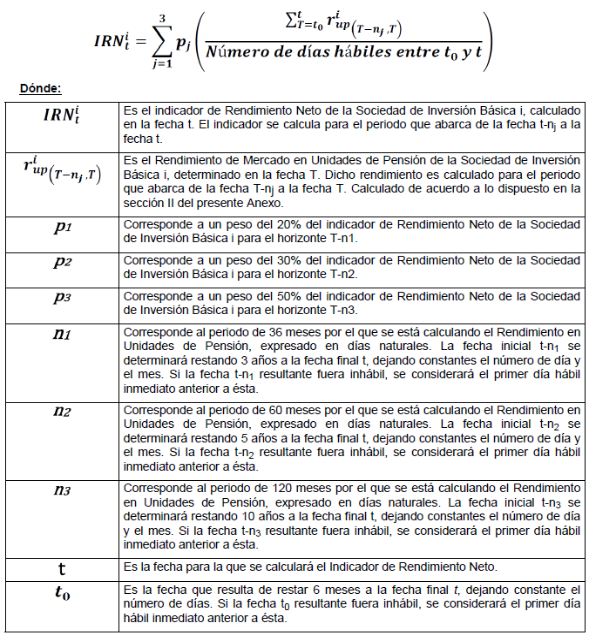 IRN_t^i = \sum_{j=1}^{3} p_j \left( \frac{\sum_{T=t_0}^{t} r_{up(T-n_j,T)}^i}{Número de días hábiles entre t_0 y t} \right)
Dónde:
IRN_t^i
Es el indicador de Rendimiento Neto de la Sociedad de Inversión Básica i, calculado
en la fecha t. El indicador se calcula para el periodo que abarca de la fecha t-nj a la
fecha t.
r_{up(T-n_j,T)}^i
Es el Rendimiento de Mercado en Unidades de Pensión de la Sociedad de Inversión
Básica i, determinado en la fecha T. Dicho rendimiento es calculado para el periodo
que abarca de la fecha T-nj a la fecha T. Calculado de acuerdo a lo dispuesto en la
sección II del presente Anexo.
p1
Corresponde a un peso del 20% del indicador de Rendimiento Neto de la Sociedad
de Inversión Básica i para el horizonte T-n1.
p2
Corresponde a un peso del 30% del indicador de Rendimiento Neto de la Sociedad
de Inversión Básica i para el horizonte T-n2.
p3
Corresponde a un peso del 50% del indicador de Rendimiento Neto de la Sociedad
de Inversión Básica i para el horizonte T-n3.
n1
Corresponde al periodo de 36 meses por el que se está calculando el Rendimiento en
Unidades de Pensión, expresado en días naturales. La fecha inicial t-n1 se
determinará restando 3 años a la fecha final t, dejando constantes el número de día y
el mes. Si la fecha t-n1 resultante fuera inhábil, se considerará el primer día hábil
inmediato anterior a ésta.
n2
Corresponde al periodo de 60 meses por el que se está calculando el Rendimiento en
Unidades de Pensión, expresado en días naturales. La fecha inicial t-n2 se
determinará restando 5 años a la fecha final t, dejando constantes el número de día y
el mes. Si la fecha t-n2 resultante fuera inhábil, se considerará el primer día hábil
inmediato anterior a ésta.
n3
Corresponde al periodo de 120 meses por el que se está calculando el Rendimiento
en Unidades de Pensión, expresado en días naturales. La fecha inicial t-n3 se
determinará restando 10 años a la fecha final t, dejando constantes el número de día
y el mes. Si la fecha t-n3 resultante fuera inhábil, se considerará el primer día hábil
inmediato anterior a ésta.
t
Es la fecha para la que se calculará el Indicador de Rendimiento Neto.
t_0
Es la fecha que resulta de restar 6 meses a la fecha final t, dejando constante el
número de días. Si la fecha t0 resultante fuera inhábil, se considerará el primer día
hábil inmediato anterior a ésta.